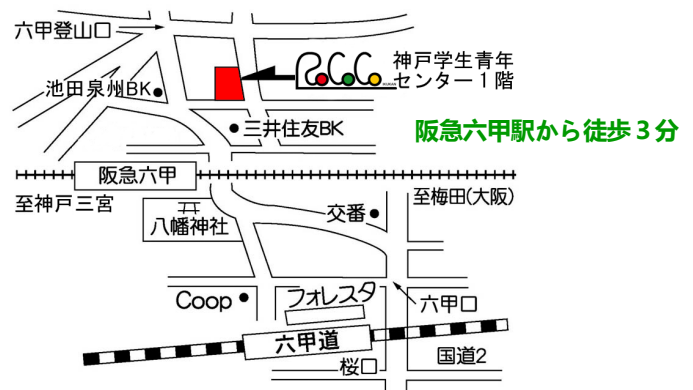 六甲登山口
RCC
神戸学生青年
センター1階
池田泉州BK
三井住友BK
阪急六甲駅から徒歩3分
阪急六甲
至神戸三宮
至梅田(大阪)
八幡神社
交番
Coop
フォレスタ
六甲口
六甲道
桜口
国道2